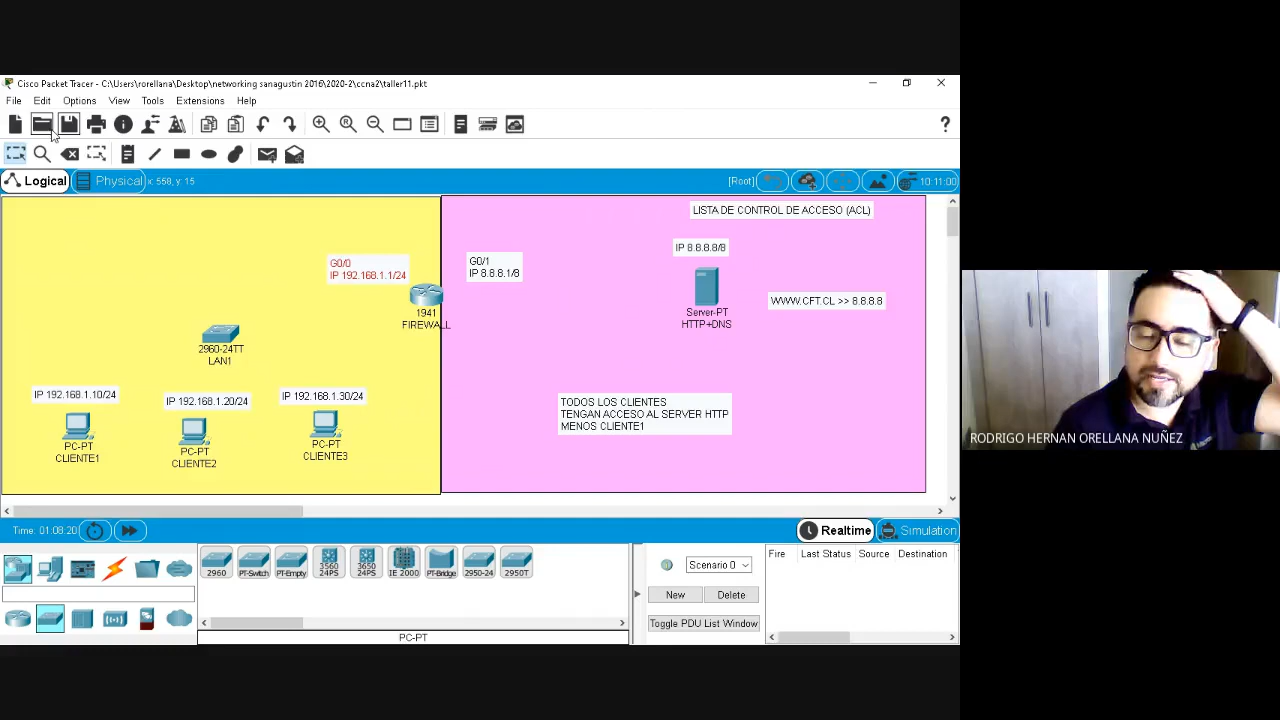 Cisco Packet Tracer - C:\Users\rorellana\Desktop\networking sanagustin 2016\2020-2\ccna2\taller11.pkt
File Edit Options View Tools Extensions Help
?
Logical Physical x: 558, y: 15 [Root] 10:11:00
LISTA DE CONTROL DE ACCESO (ACL)
IP 8.8.8.8/8
G0/0
IP 192.168.1.1/24
G0/1
IP 8.8.8.1/8
WWW.CFT.CL >> 8.8.8.8
1941
FIREWALL
Server-PT
HTTP+DNS
2960-24TT
LAN1
IP 192.168.1.10/24
IP 192.168.1.20/24
IP 192.168.1.30/24
TODOS LOS CLIENTES
TENGAN ACCESO AL SERVER HTTP
MENOS CLIENTE1
PC-PT
CLIENTE1
PC-PT
CLIENTE2
PC-PT
CLIENTE3
RODRIGO HERNAN ORELLANA NUÑEZ
Time: 01:08:20
Realtime Simulation
2960 PT-Switch PT-Empty 3560 24PS 3650 24PS IE 2000 PT-Bridge 2950-24 2950T
Scenario 0
New Delete
Toggle PDU List Window
Fire Last Status Source Destination
PC-PT